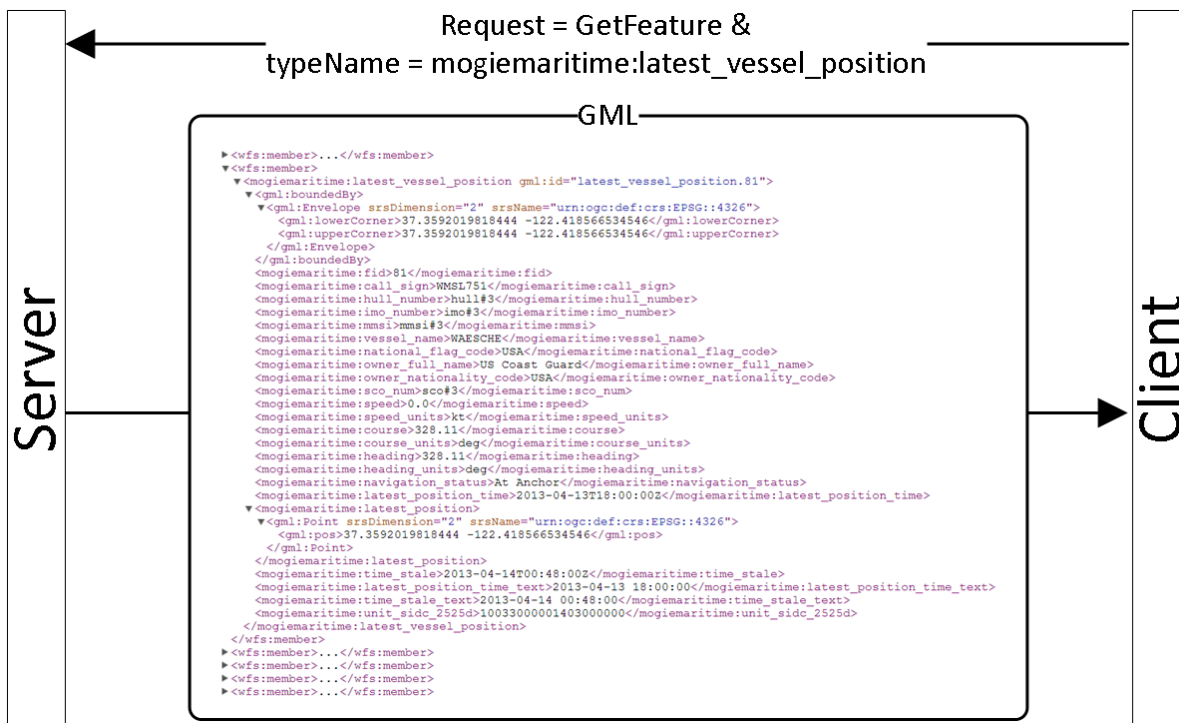 Request = GetFeature &
typeName = mogiemaritime:latest_vessel_position
Server
Client
GML
▶<wfs:member>...</wfs:member>
▼<wfs:member>
▼<mogiemaritime:latest_vessel_position gml:id="latest_vessel_position.81">
▼<gml:boundedBy>
▼<gml:Envelope srsDimension="2" srsName="urn:ogc:def:crs:EPSG::4326">
<gml:lowerCorner>37.3592019818444 -122.418566534546</gml:lowerCorner>
<gml:upperCorner>37.3592019818444 -122.418566534546</gml:upperCorner>
</gml:Envelope>
</gml:boundedBy>
<mogiemaritime:fid>81</mogiemaritime:fid>
<mogiemaritime:call_sign>WMSL751</mogiemaritime:call_sign>
<mogiemaritime:hull_number>hull#3</mogiemaritime:hull_number>
<mogiemaritime:imo_number>imo#3</mogiemaritime:imo_number>
<mogiemaritime:mmsi>mmsi#3</mogiemaritime:mmsi>
<mogiemaritime:vessel_name>WAESCHE</mogiemaritime:vessel_name>
<mogiemaritime:national_flag_code>USA</mogiemaritime:national_flag_code>
<mogiemaritime:owner_full_name>US Coast Guard</mogiemaritime:owner_full_name>
<mogiemaritime:owner_nationality_code>USA</mogiemaritime:owner_nationality_code>
<mogiemaritime:sco_num>sco#3</mogiemaritime:sco_num>
<mogiemaritime:speed>0.0</mogiemaritime:speed>
<mogiemaritime:speed_units>kt</mogiemaritime:speed_units>
<mogiemaritime:course>328.11</mogiemaritime:course>
<mogiemaritime:course_units>deg</mogiemaritime:course_units>
<mogiemaritime:heading>328.11</mogiemaritime:heading>
<mogiemaritime:heading_units>deg</mogiemaritime:heading_units>
<mogiemaritime:navigation_status>At Anchor</mogiemaritime:navigation_status>
<mogiemaritime:latest_position_time>2013-04-13T18:00:00Z</mogiemaritime:latest_position_time>
▼<mogiemaritime:latest_position>
▼<gml:Point srsDimension="2" srsName="urn:ogc:def:crs:EPSG::4326">
<gml:pos>37.3592019818444 -122.418566534546</gml:pos>
</gml:Point>
</mogiemaritime:latest_position>
<mogiemaritime:time_stale>2013-04-14T00:48:00Z</mogiemaritime:time_stale>
<mogiemaritime:latest_position_time_text>2013-04-13 18:00:00</mogiemaritime:latest_position_time_text>
<mogiemaritime:time_stale_text>2013-04-14 00:48:00</mogiemaritime:time_stale_text>
<mogiemaritime:unit_sidc_2525d>10033000001403000000</mogiemaritime:unit_sidc_2525d>
</mogiemaritime:latest_vessel_position>
</wfs:member>
▶<wfs:member>...</wfs:member>
▶<wfs:member>...</wfs:member>
▶<wfs:member>...</wfs:member>
▶<wfs:member>...</wfs:member>